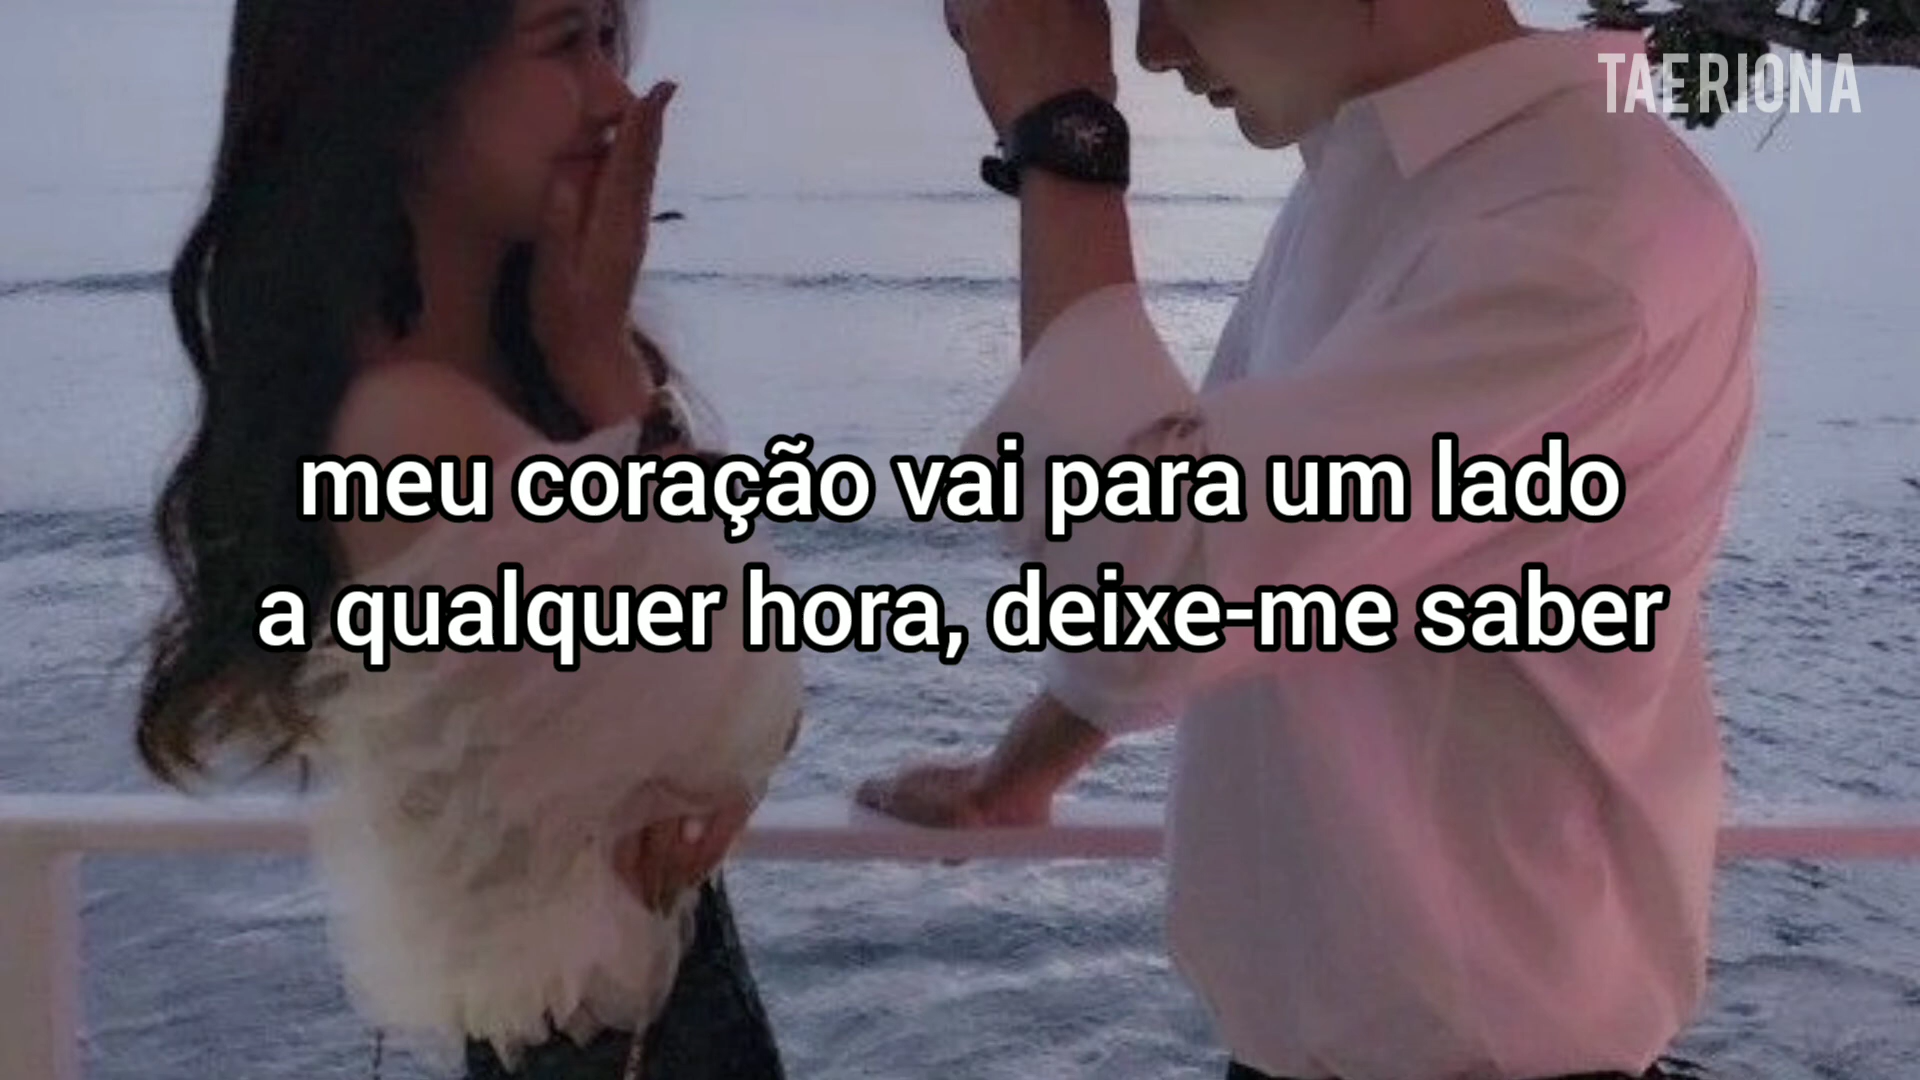 TAERIONA
meu coração vai para um lado
a qualquer hora, deixe-me saber